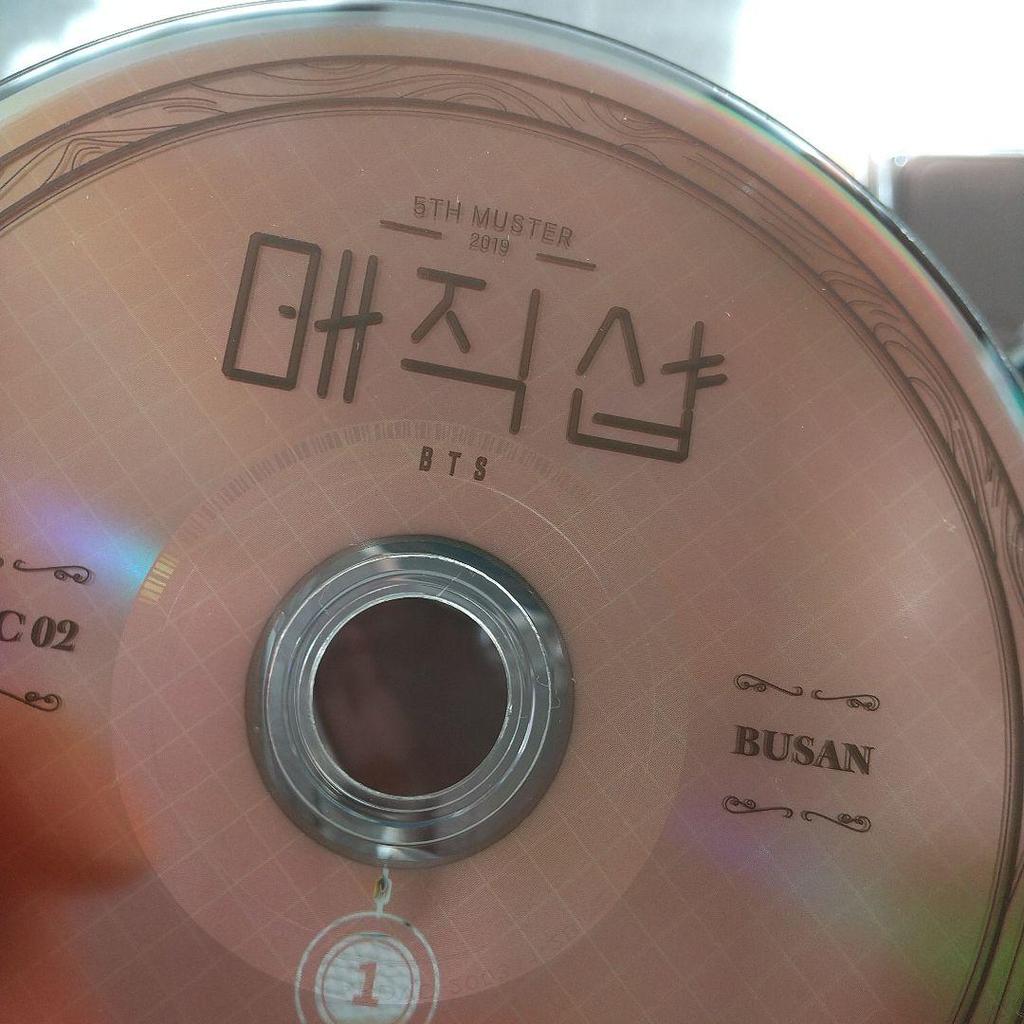 5TH MUSTER
2019
매직샵
BTS
C 02
BUSAN
1